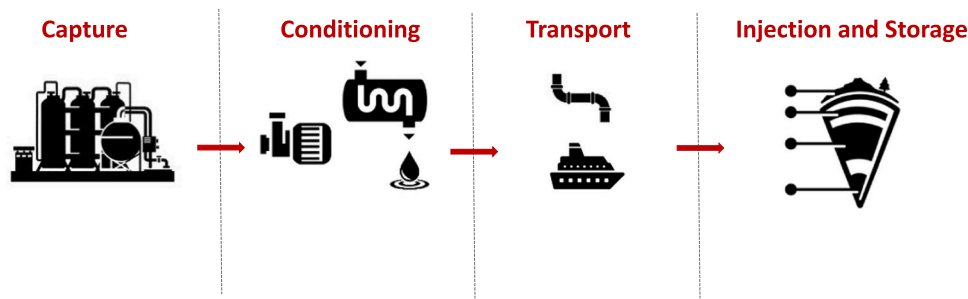 Capture
Conditioning
Transport
Injection and Storage